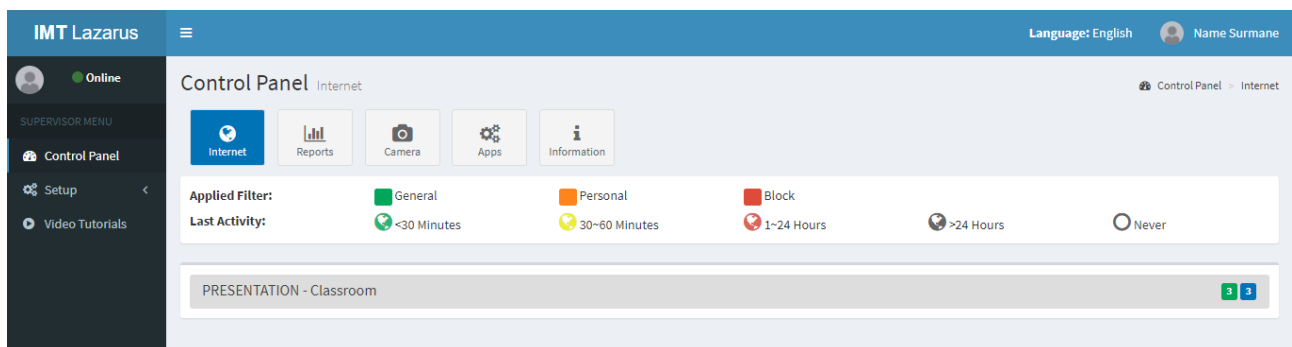 IMT Lazarus
Language: English
Name Surmane
Online
SUPERVISOR MENU
Control Panel
Setup
Video Tutorials
Control Panel Internet
Control Panel > Internet
Internet
Reports
Camera
Apps
Information
Applied Filter: General Personal Block
Last Activity: <30 Minutes 30~60 Minutes 1~24 Hours >24 Hours Never
PRESENTATION - Classroom 3 3